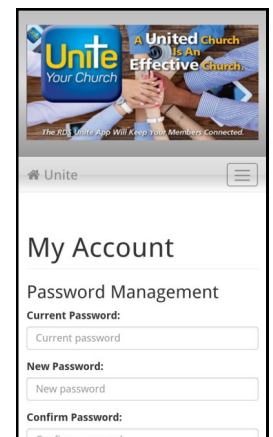 Unite
Your Church
A United Church
Is An
Effective Church.
The RDS Unite App Will Keep Your Members Connected.
Unite
My Account
Password Management
Current Password:
Current password
New Password:
New password
Confirm Password: